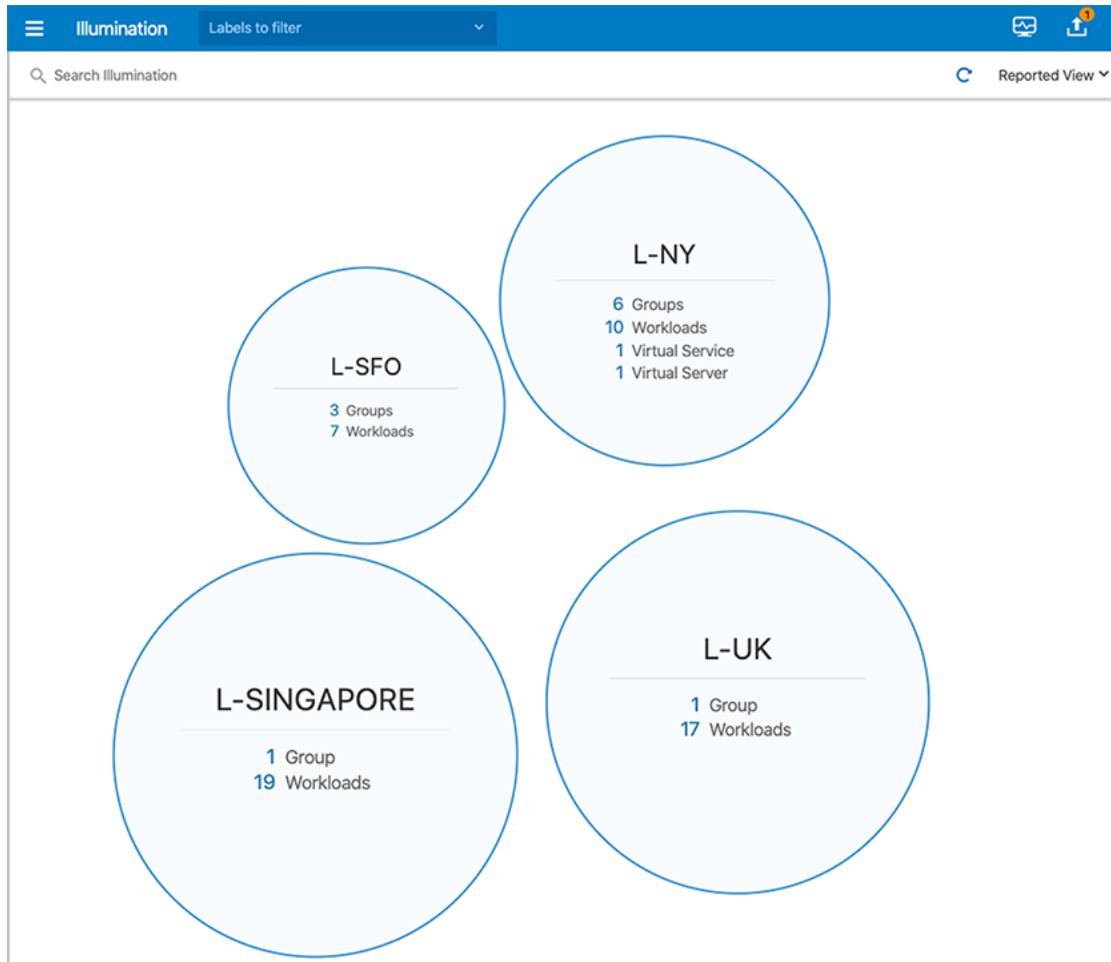 Illumination
Labels to filter
1
Search Illumination
Reported View
L-NY
6 Groups
10 Workloads
1 Virtual Service
1 Virtual Server
L-SFO
3 Groups
7 Workloads
L-UK
1 Group
17 Workloads
L-SINGAPORE
1 Group
19 Workloads